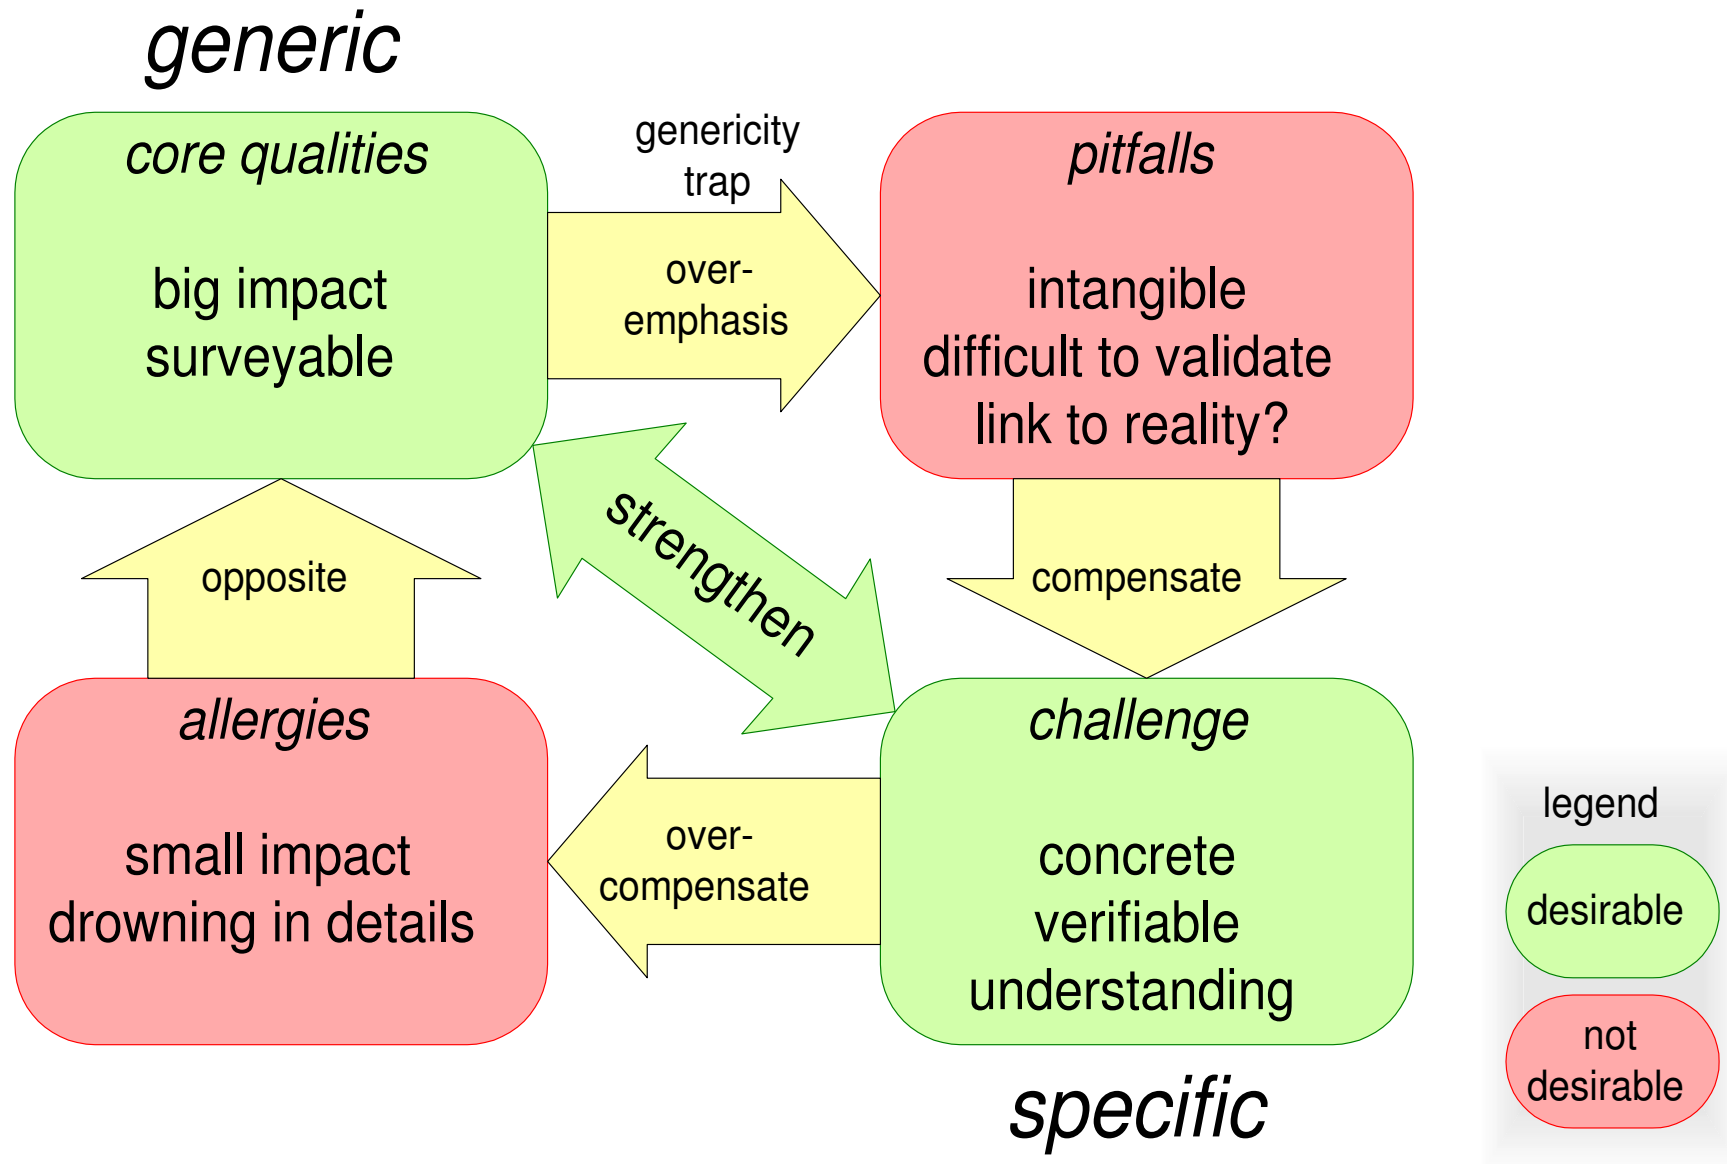 generic
core qualities
big impact
surveyable
genericity
trap
over-
emphasis
pitfalls
intangible
difficult to validate
link to reality?
opposite
strengthen
compensate
allergies
small impact
drowning in details
over-
compensate
challenge
concrete
verifiable
understanding
specific
legend
desirable
not
desirable